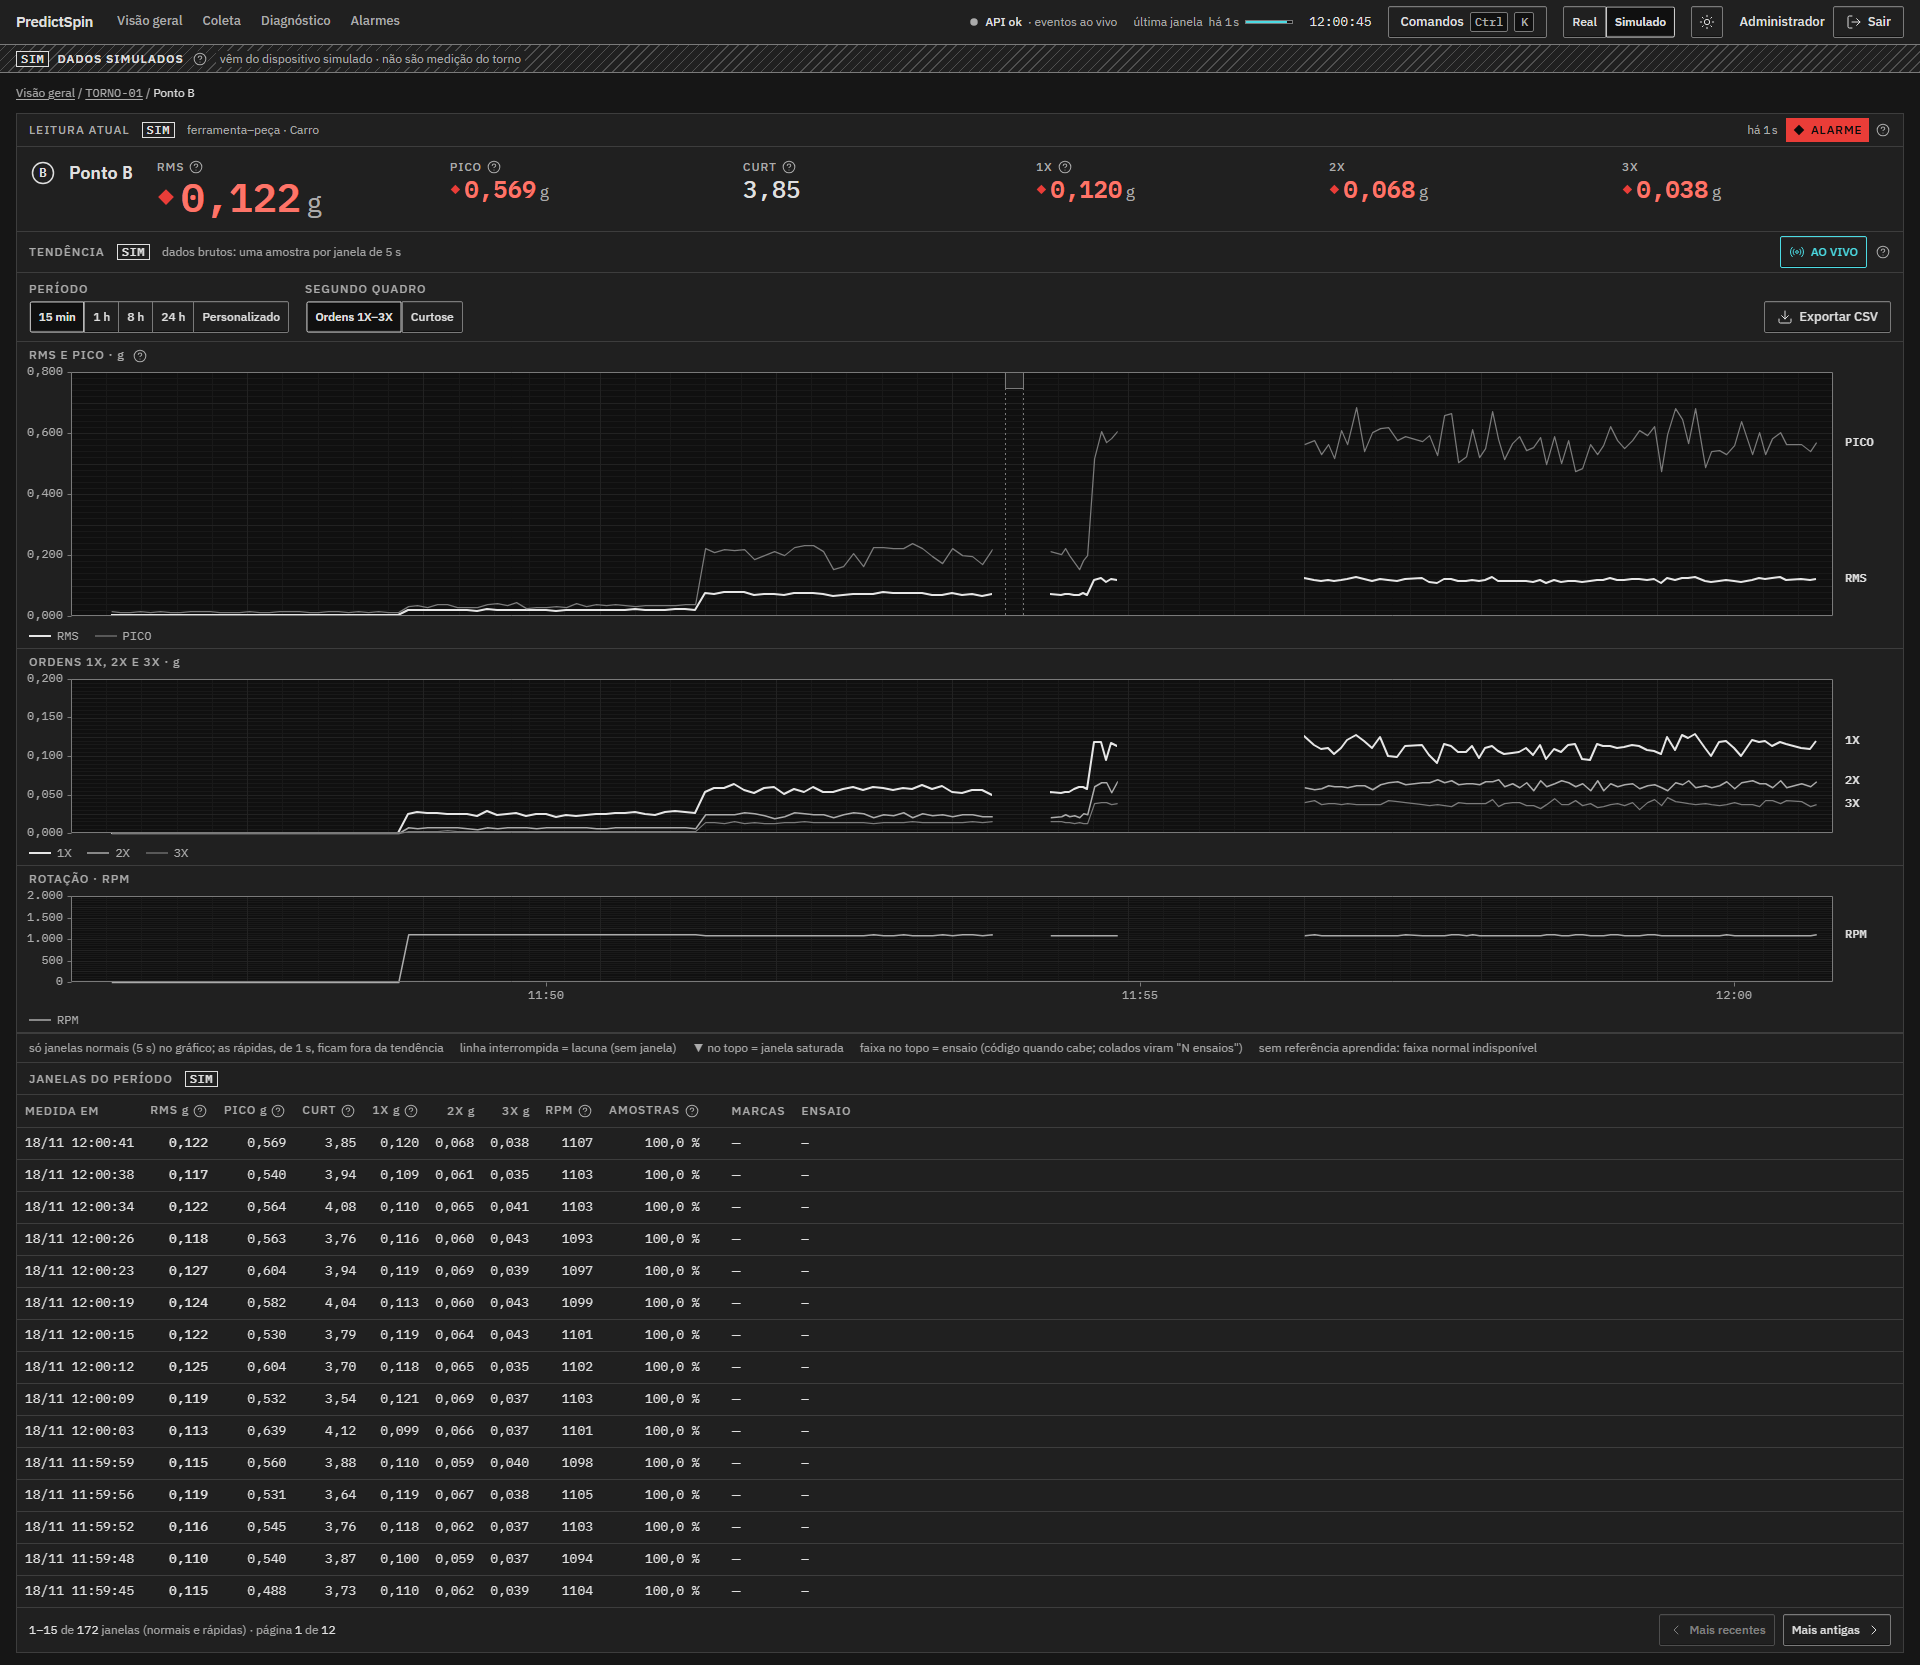 PredictSpin Visão geral Coleta Diagnóstico Alarmes API ok · eventos ao vivo última janela há 1 s 12:00:45 Comandos Ctrl K Real Simulado Administrador Sair
SIM DADOS SIMULADOS ? vêm do dispositivo simulado · não são medição do torno
Visão geral / TORNO-01 / Ponto B
LEITURA ATUAL SIM ferramenta–peça · Carro há 1 s ALARME ?
B Ponto B RMS ? PICO ? CURT ? 1X ? 2X 3X
0,122 g 0,569 g 3,85 0,120 g 0,068 g 0,038 g
TENDÊNCIA SIM dados brutos: uma amostra por janela de 5 s AO VIVO ?
PERÍODO SEGUNDO QUADRO
15 min 1 h 8 h 24 h Personalizado Ordens 1X–3X Curtose Exportar CSV
RMS E PICO · g ?
0,800
0,600
PICO
0,400
0,200
RMS
0,000
RMS PICO
ORDENS 1X, 2X E 3X · g
0,200
0,150
1X
0,100
2X
0,050
3X
0,000
1X 2X 3X
ROTAÇÃO · RPM
2.000
1.500
1.000
RPM
500
0
11:50 11:55 12:00
RPM
só janelas normais (5 s) no gráfico; as rápidas, de 1 s, ficam fora da tendência linha interrompida = lacuna (sem janela) ▼ no topo = janela saturada faixa no topo = ensaio (código quando cabe; colados viram "N ensaios") sem referência aprendida: faixa normal indisponível
JANELAS DO PERÍODO SIM
MEDIDA EM RMS g ? PICO g ? CURT ? 1X g ? 2X g 3X g RPM ? AMOSTRAS ? MARCAS ENSAIO
18/11 12:00:41 0,122 0,569 3,85 0,120 0,068 0,038 1107 100,0 % — —
18/11 12:00:38 0,117 0,540 3,94 0,109 0,061 0,035 1103 100,0 % — —
18/11 12:00:34 0,122 0,564 4,08 0,110 0,065 0,041 1103 100,0 % — —
18/11 12:00:26 0,118 0,563 3,76 0,116 0,060 0,043 1093 100,0 % — —
18/11 12:00:23 0,127 0,604 3,94 0,119 0,069 0,039 1097 100,0 % — —
18/11 12:00:19 0,124 0,582 4,04 0,113 0,060 0,043 1099 100,0 % — —
18/11 12:00:15 0,122 0,530 3,79 0,119 0,064 0,043 1101 100,0 % — —
18/11 12:00:12 0,125 0,604 3,70 0,118 0,065 0,035 1102 100,0 % — —
18/11 12:00:09 0,119 0,532 3,54 0,121 0,069 0,037 1103 100,0 % — —
18/11 12:00:03 0,113 0,639 4,12 0,099 0,066 0,037 1101 100,0 % — —
18/11 11:59:59 0,115 0,560 3,88 0,110 0,059 0,040 1098 100,0 % — —
18/11 11:59:56 0,119 0,531 3,64 0,119 0,067 0,038 1105 100,0 % — —
18/11 11:59:52 0,116 0,545 3,76 0,118 0,062 0,037 1103 100,0 % — —
18/11 11:59:48 0,110 0,540 3,87 0,100 0,059 0,037 1094 100,0 % — —
18/11 11:59:45 0,115 0,488 3,73 0,110 0,062 0,039 1104 100,0 % — —
1–15 de 172 janelas (normais e rápidas) · página 1 de 12 Mais recentes Mais antigas